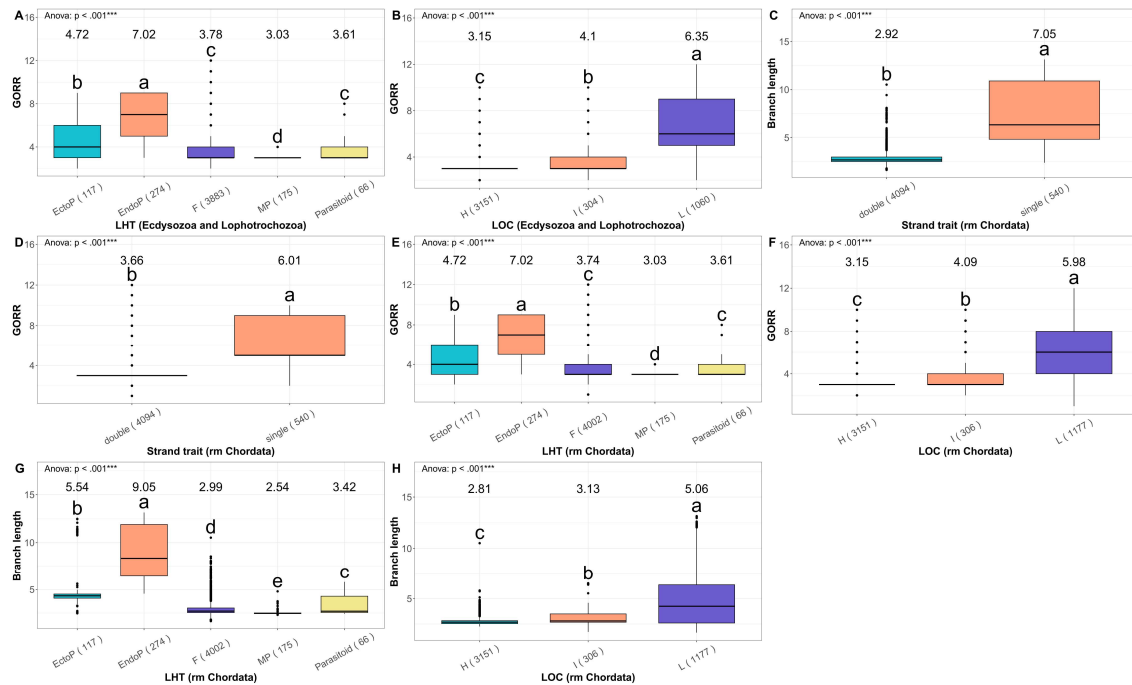 A
Anova: p < .001***
4.72 7.02 3.78 3.03 3.61
b a c d c
GORR
16
12
8
4
EctoP ( 117 ) EndoP ( 274 ) F ( 3883 ) MP ( 175 ) Parasitoid ( 66 )
LHT (Ecdysozoa and Lophotrochozoa)
B
Anova: p < .001***
3.15 4.1 6.35
c b a
GORR
16
12
8
4
H ( 3151 ) I ( 304 ) L ( 1060 )
LOC (Ecdysozoa and Lophotrochozoa)
C
Anova: p < .001***
2.92 7.05
b a
Branch length
15
10
5
double ( 4094 ) single ( 540 )
Strand trait (rm Chordata)
D
Anova: p < .001***
3.66 6.01
b a
GORR
16
12
8
4
double ( 4094 ) single ( 540 )
Strand trait (rm Chordata)
E
Anova: p < .001***
4.72 7.02 3.74 3.03 3.61
b a c d c
GORR
16
12
8
4
EctoP ( 117 ) EndoP ( 274 ) F ( 4002 ) MP ( 175 ) Parasitoid ( 66 )
LHT (rm Chordata)
F
Anova: p < .001***
3.15 4.09 5.98
c b a
GORR
16
12
8
4
H ( 3151 ) I ( 306 ) L ( 1177 )
LOC (rm Chordata)
G
Anova: p < .001***
5.54 9.05 2.99 2.54 3.42
b a d e c
Branch length
15
10
5
EctoP ( 117 ) EndoP ( 274 ) F ( 4002 ) MP ( 175 ) Parasitoid ( 66 )
LHT (rm Chordata)
H
Anova: p < .001***
2.81 3.13 5.06
c b a
Branch length
15
10
5
H ( 3151 ) I ( 306 ) L ( 1177 )
LOC (rm Chordata)